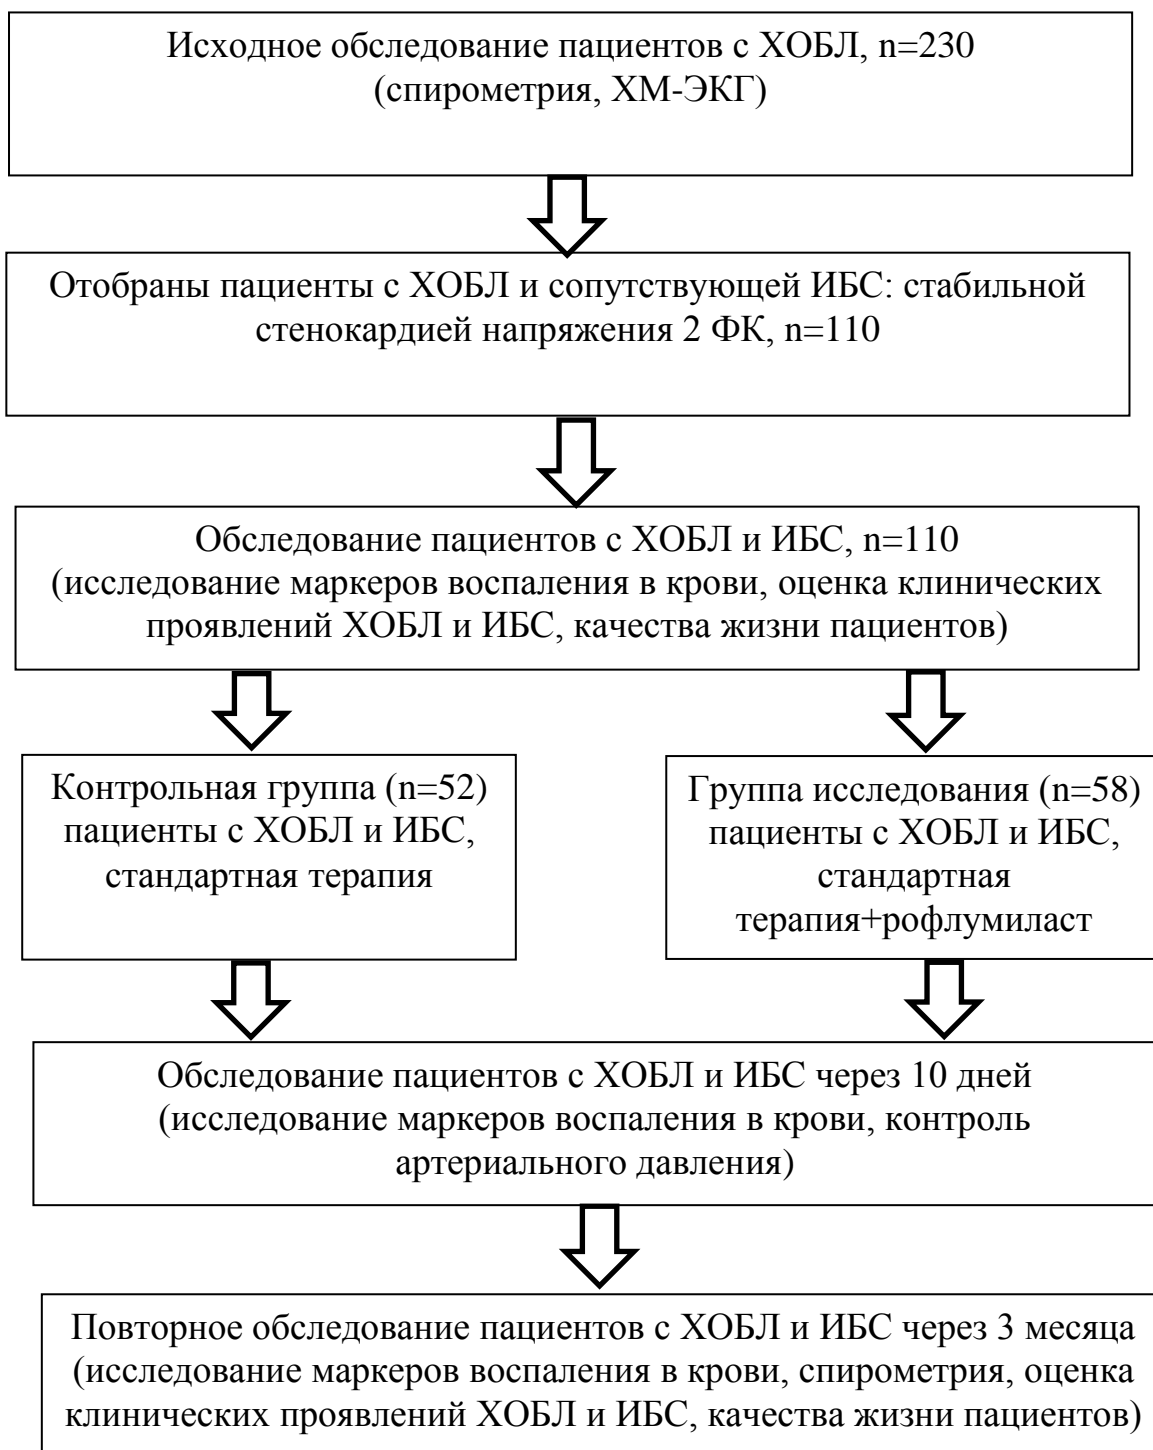 Исходное обследование пациентов с ХОБЛ, n=230
(спирометрия, ХМ-ЭКГ)
Отобраны пациенты с ХОБЛ и сопутствующей ИБС: стабильной
стенокардией напряжения 2 ФК, n=110
Обследование пациентов с ХОБЛ и ИБС, n=110
(исследование маркеров воспаления в крови, оценка клинических
проявлений ХОБЛ и ИБС, качества жизни пациентов)
Контрольная группа (n=52)
пациенты с ХОБЛ и ИБС,
стандартная терапия
Группа исследования (n=58)
пациенты с ХОБЛ и ИБС,
стандартная
терапия+рофлумиласт
Обследование пациентов с ХОБЛ и ИБС через 10 дней
(исследование маркеров воспаления в крови, контроль
артериального давления)
Повторное обследование пациентов с ХОБЛ и ИБС через 3 месяца
(исследование маркеров воспаления в крови, спирометрия, оценка
клинических проявлений ХОБЛ и ИБС, качества жизни пациентов)